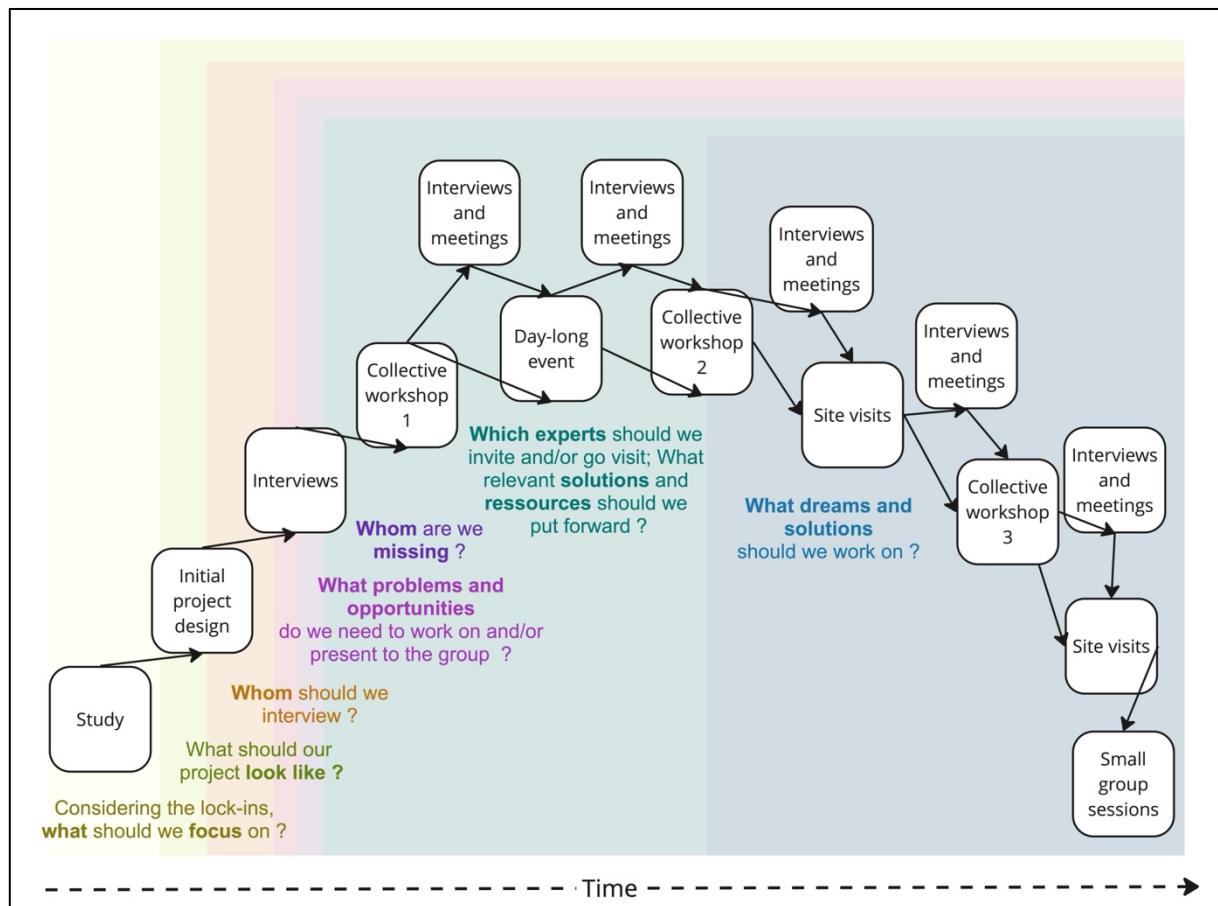 Interviews
and
meetings
Interviews
and
meetings
Interviews
and
meetings
Day-long
event
Collective
workshop
2
Interviews
and
meetings
Collective
workshop
1
Site visits
Which experts should we
invite and/or go visit; What
relevant solutions and
ressources should we
put forward ?
Interviews
Interviews
and
meetings
Collective
workshop
3
What dreams and
solutions
should we work on ?
Whom are we
missing ?
Initial
project
design
What problems and
opportunities
do we need to work on and/or
present to the group ?
Site visits
Study
Whom should we
interview ?
What should our
project look like ?
Small
group
sessions
Considering the lock-ins,
what should we focus on ?
Time